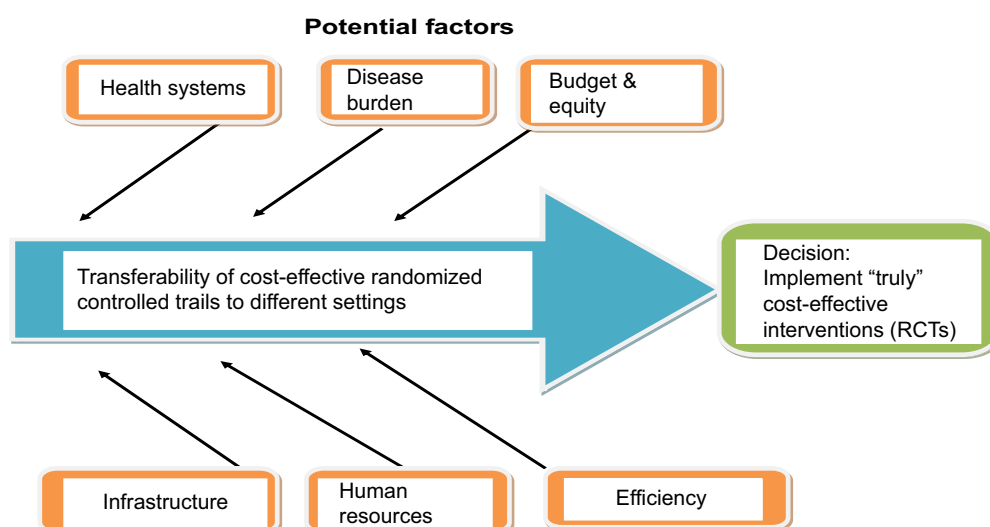 Potential factors
Health systems
Disease
burden
Budget &
equity
Transferability of cost-effective randomized
controlled trails to different settings
Decision:
Implement “truly”
cost-effective
interventions (RCTs)
Infrastructure
Human
resources
Efficiency